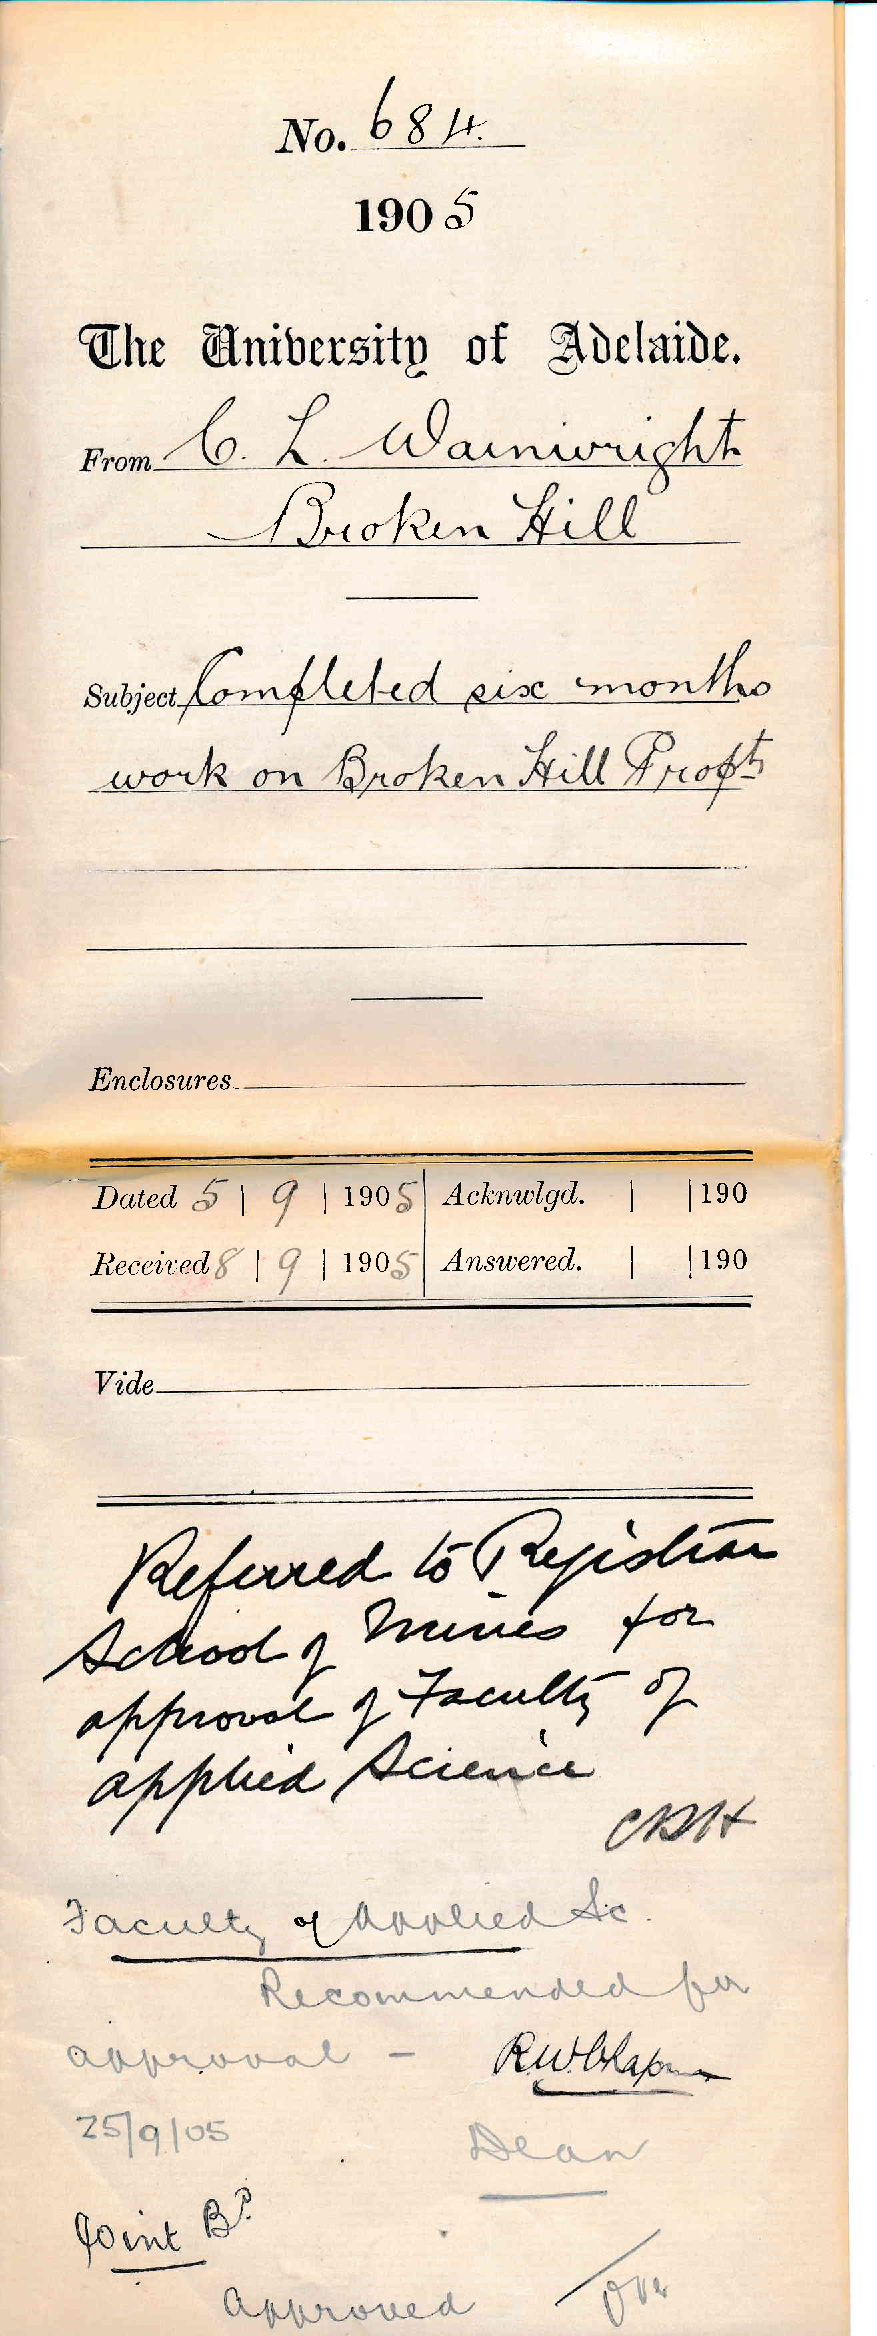 No. 684.
1905
The University of Adelaide.
From C. L. Wainwright
Broken Hill
Subject Completed six months
work on Broken Hill Propty
Enclosures
Dated 5 | 9 | 1905 Acknwlgd. | | 190
Received 8 | 9 | 1905 Answered. | | 190
Vide
Referred to Registrar
School of Mines for
approval of Faculty of
Applied Science
Faculty of Applied Sc.
Recommended for
approval -
R.W. Chapman
25/9/05
Dean
Joint Bd.
Approved